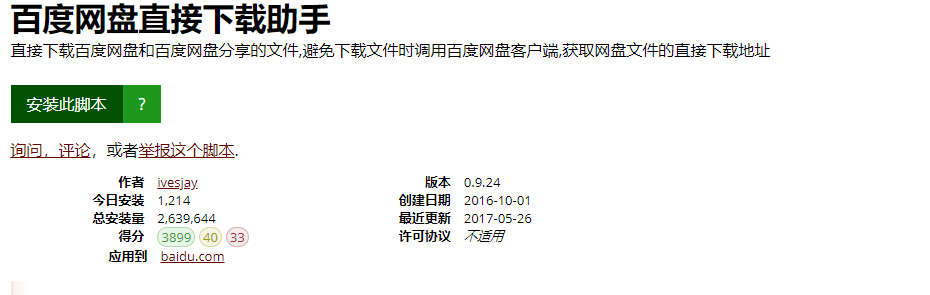 百度网盘直接下载助手
直接下载百度网盘和百度网盘分享的文件,避免下载文件时调用百度网盘客户端,获取网盘文件的直接下载地址
安装此脚本 ?
询问，评论，或者举报这个脚本.
作者 ivesjay 版本 0.9.24
今日安装 1,214 创建日期 2016-10-01
总安装量 2,639,644 最近更新 2017-05-26
得分 3899 40 33 许可协议 不适用
应用到 baidu.com